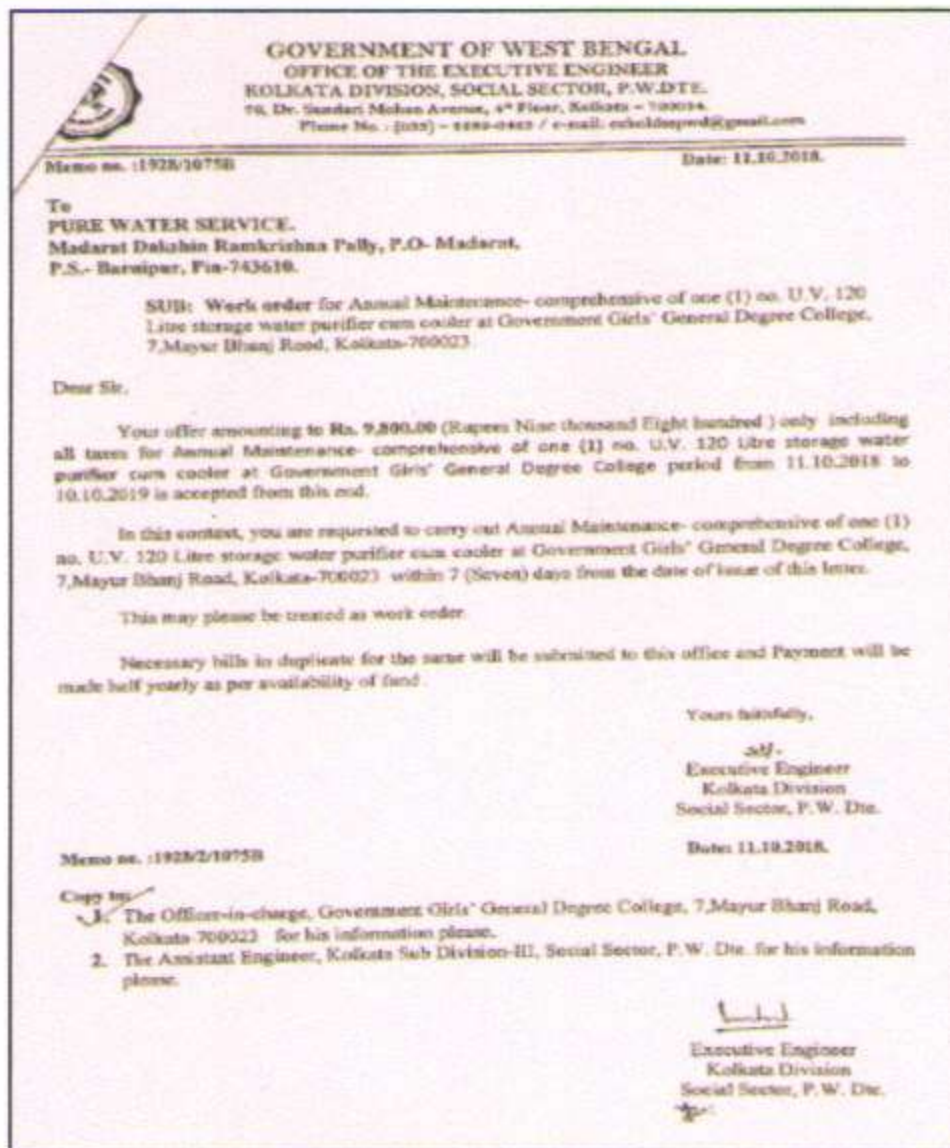 GOVERNMENT OF WEST BENGAL
OFFICE OF THE EXECUTIVE ENGINEER
KOLKATA DIVISION, SOCIAL SECTOR, P.W.DTE.
Dr. Sundari Mohan Avenue, 4th Floor, Kolkata – 700014
Phone No. : (033) – / e-mail:
Memo no. :1928/1075B Date: 11.10.2018.
To
PURE WATER SERVICE.
Madarat Dakshin Ramkrishna Pally, P.O- Madarat,
P.S.- Baruipur, Pin-743610.
SUB: Work order for Annual Maintenance- comprehensive of one (1) no. U.V. 120
Litre storage water purifier cum cooler at Government Girls' General Degree College,
7,Mayur Bhanj Road, Kolkata-700023
Dear Sir,
Your offer amounting to Rs. 9,800.00 (Rupees Nine thousand Eight hundred ) only including
all taxes for Annual Maintenance- comprehensive of one (1) no. U.V. 120 Litre storage water
purifier cum cooler at Government Girls' General Degree College period from 11.10.2018 to
10.10.2019 is accepted from this end.
In this context, you are requested to carry out Annual Maintenance- comprehensive of one (1)
no. U.V. 120 Litre storage water purifier cum cooler at Government Girls' General Degree College,
7,Mayur Bhanj Road, Kolkata-700023 within 7 (Seven) days from the date of issue of this letter.
This may please be treated as work order.
Necessary bills in duplicate for the same will be submitted to this office and Payment will be
made half yearly as per availability of fund.
Yours faithfully,
Executive Engineer
Kolkata Division
Social Sector, P.W. Dte.
Memo no. :1928/2/1075B Date: 11.10.2018.
Copy to:
1. The Officer-in-charge, Government Girls' General Degree College, 7,Mayur Bhanj Road,
Kolkata-700023 for his information please.
2. The Assistant Engineer, Kolkata Sub Division-III, Social Sector, P.W. Dte. for his information
please.
Executive Engineer
Kolkata Division
Social Sector, P.W. Dte.